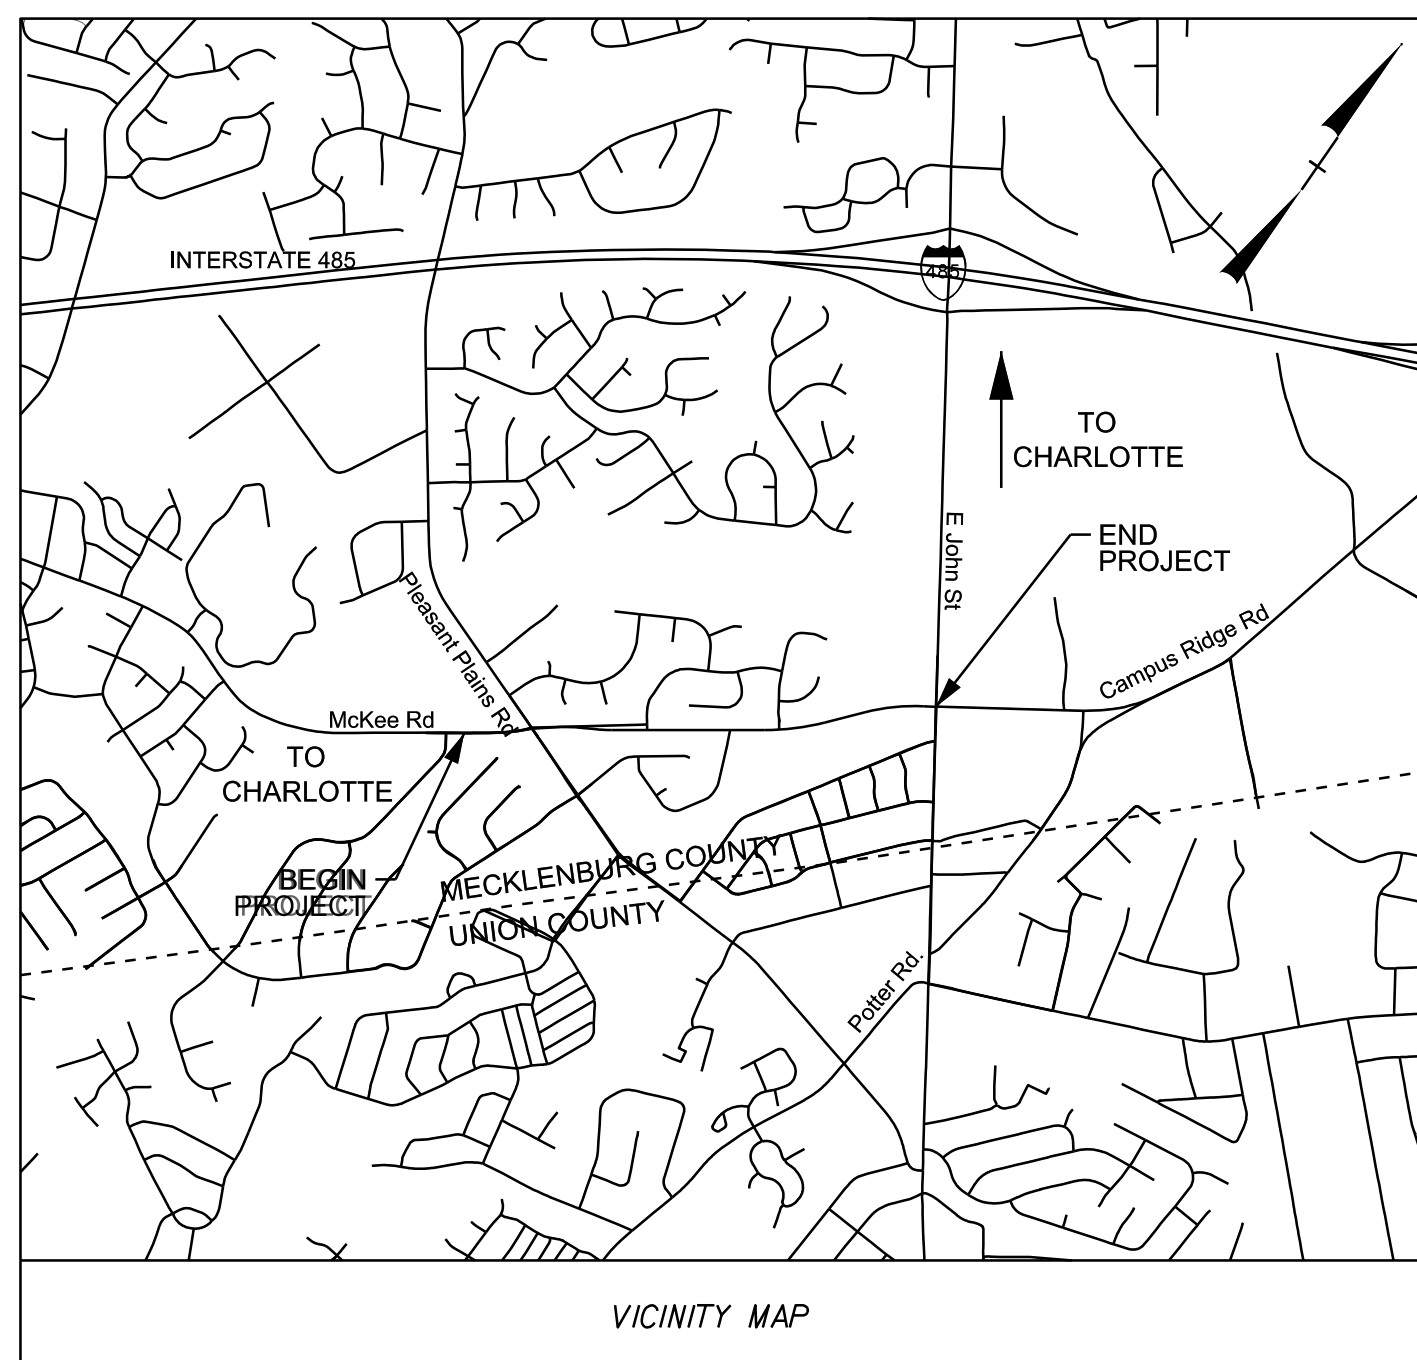 INTERSTATE 485
485
TO
CHARLOTTE
E John St
END
PROJECT
Pleasant Plains Rd
Campus Ridge Rd
McKee Rd
TO
CHARLOTTE
BEGIN
PROJECT
MECKLENBURG COUNTY
UNION COUNTY
Potter Rd.
VICINITY MAP